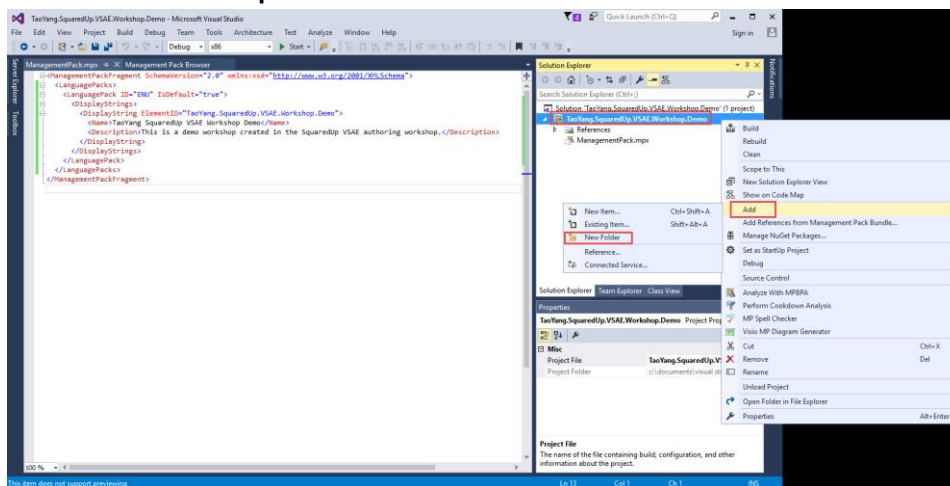 TaoYang.SquaredUp.VSAE.Workshop.Demo - Microsoft Visual Studio
Quick Launch (Ctrl+Q)
File Edit View Project Build Debug Team Tools Architecture Test Analyze Window Help
Sign in
Debug x86 Start
Server Explorer
Toolbox
ManagementPack.mpx Management Pack Browser
<ManagementPackFragment SchemaVersion="2.0" xmlns:xsd="http://www.w3.org/2001/XMLSchema">
<LanguagePacks>
<LanguagePack ID="ENU" IsDefault="true">
<DisplayStrings>
<DisplayString ElementID="TaoYang.SquaredUp.VSAE.Workshop.Demo">
<Name>TaoYang SquaredUp VSAE Workshop Demo</Name>
<Description>This is a demo workshop created in the SquaredUp VSAE authoring workshop.</Description>
</DisplayString>
</DisplayStrings>
</LanguagePack>
</LanguagePacks>
</ManagementPackFragment>
100 %
Solution Explorer
Search Solution Explorer (Ctrl+;)
Solution 'TaoYang.SquaredUp.VSAE.Workshop.Demo' (1 project)
TaoYang.SquaredUp.VSAE.Workshop.Demo
References
ManagementPack.mpx
Notifications
New Item... Ctrl+Shift+A
Existing Item... Shift+Alt+A
New Folder
Reference...
Connected Service...
Build
Rebuild
Clean
Scope to This
New Solution Explorer View
Show on Code Map
Add
Add References from Management Pack Bundle...
Manage NuGet Packages...
Set as StartUp Project
Debug
Source Control
Analyze With MPBPA
Perform Cookdown Analysis
MP Spell Checker
Visio MP Diagram Generator
Cut Ctrl+X
Remove Del
Rename
Unload Project
Open Folder in File Explorer
Properties Alt+Enter
Solution Explorer Team Explorer Class View
Properties
TaoYang.SquaredUp.VSAE.Workshop.Demo Project Prop
Misc
Project File TaoYang.SquaredUp.V
Project Folder c:\documents\visual st
Project File
The name of the file containing build, configuration, and other
information about the project.
This item does not support previewing
Ln 13 Col 1 Ch 1 INS